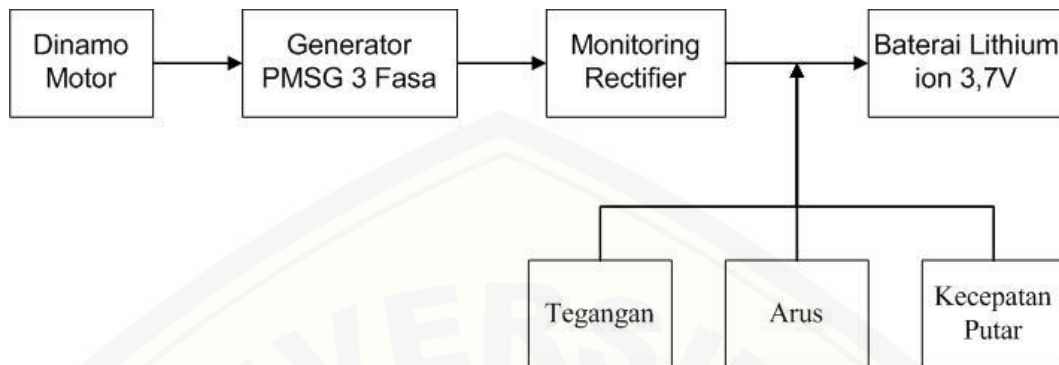 Dinamo
Motor
Generator
PMSG 3 Fasa
Monitoring
Rectifier
Baterai Lithium
ion 3,7V
Tegangan
Arus
Kecepatan
Putar